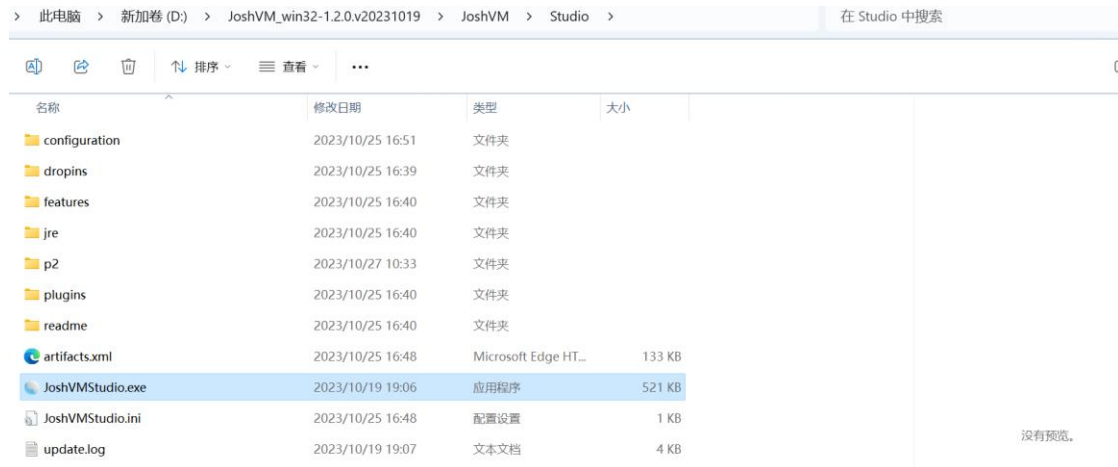 > 此电脑 > 新加卷 (D:) > JoshVM_win32-1.2.0.v20231019 > JoshVM > Studio > 在 Studio 中搜索
排序 查看 •••
名称 修改日期 类型 大小
configuration 2023/10/25 16:51 文件夹
dropins 2023/10/25 16:39 文件夹
features 2023/10/25 16:40 文件夹
jre 2023/10/25 16:40 文件夹
p2 2023/10/27 10:33 文件夹
plugins 2023/10/25 16:40 文件夹
readme 2023/10/25 16:40 文件夹
artifacts.xml 2023/10/25 16:48 Microsoft Edge HT... 133 KB
JoshVMStudio.exe 2023/10/19 19:06 应用程序 521 KB
JoshVMStudio.ini 2023/10/25 16:48 配置设置 1 KB
没有预览。
update.log 2023/10/19 19:07 文本文档 4 KB